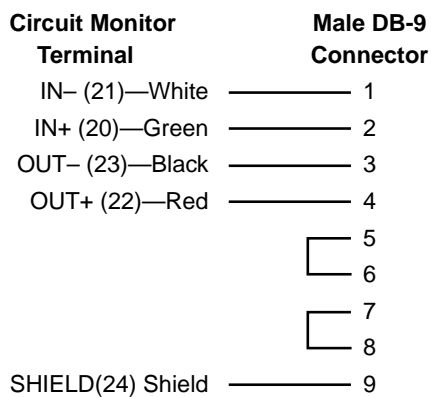 Circuit Monitor Male DB-9
Terminal Connector
IN– (21)—White 1
IN+ (20)—Green 2
OUT– (23)—Black 3
OUT+ (22)—Red 4
5
6
7
8
SHIELD(24) Shield 9